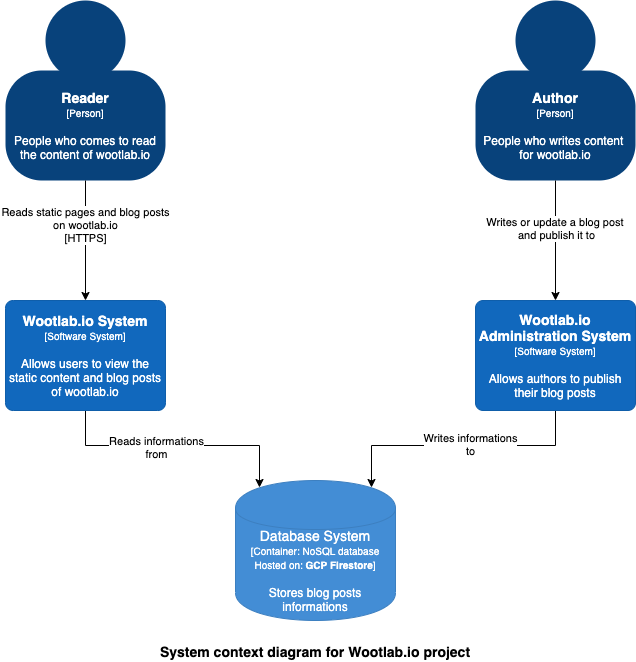 Reader
[Person]
People who comes to read
the content of wootlab.io
Author
[Person]
People who writes content
for wootlab.io
Reads static pages and blog posts
on wootlab.io
[HTTPS]
Writes or update a blog post
and publish it to
Wootlab.io System
[Software System]
Allows users to view the
static content and blog posts
of wootlab.io
Wootlab.io
Administration System
[Software System]
Allows authors to publish
their blog posts
Reads informations
from
Writes informations
to
Database System
[Container: NoSQL database
Hosted on: GCP Firestore]
Stores blog posts
informations
System context diagram for Wootlab.io project